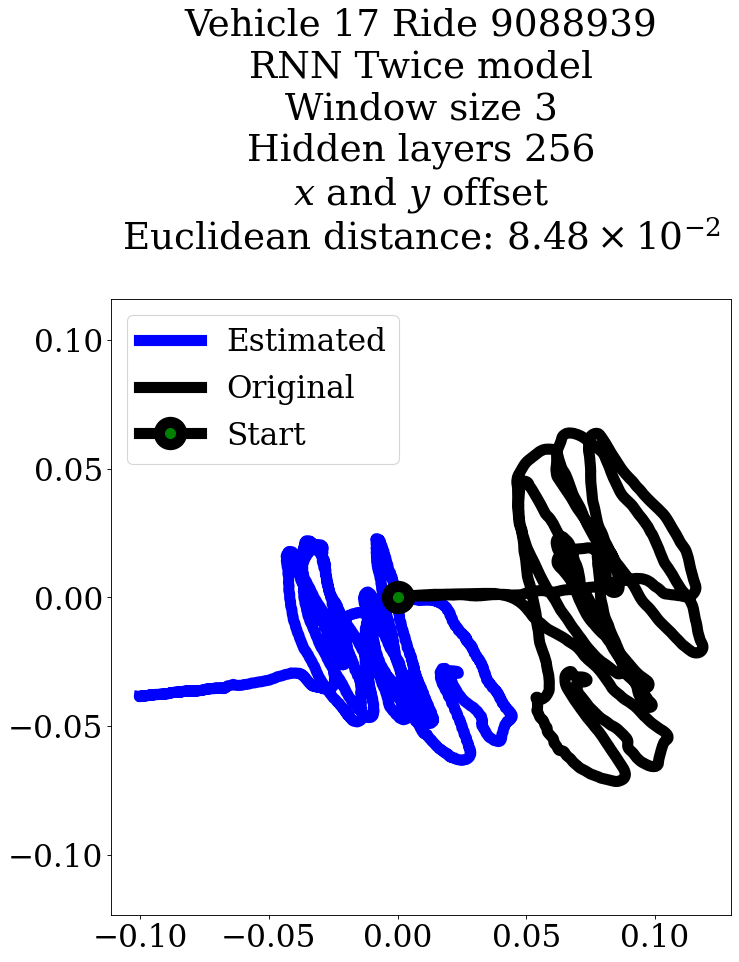 Vehicle 17 Ride 9088939
RNN Twice model
Window size 3
Hidden layers 256
x and y offset
Euclidean distance: 8.48 × 10⁻²
Estimated
Original
Start
0.10
0.05
0.00
−0.05
−0.10
−0.10 −0.05 0.00 0.05 0.10